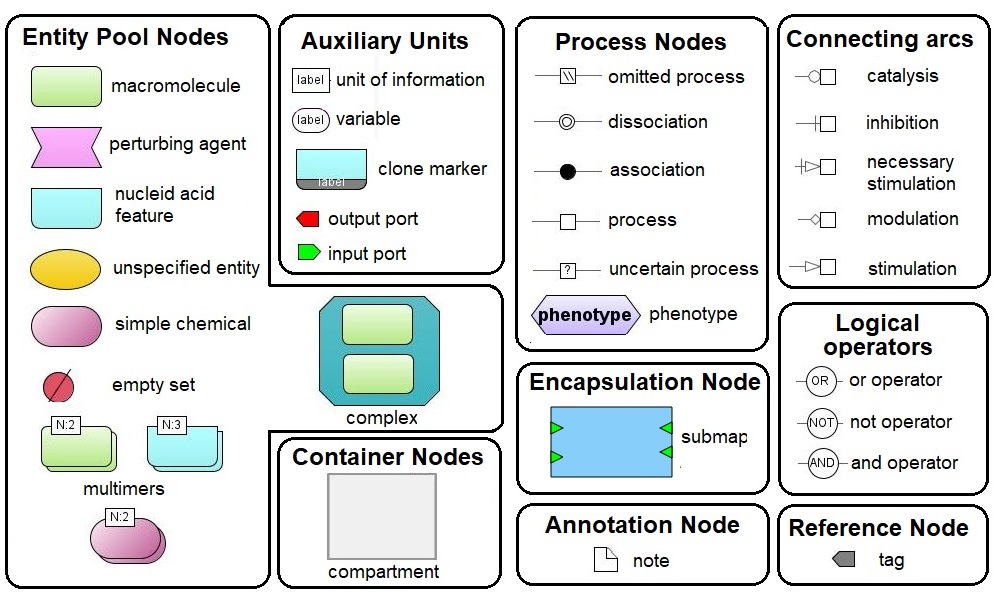 Entity Pool Nodes
macromolecule
perturbing agent
nucleid acid
feature
unspecified entity
simple chemical
empty set
N:2
N:3
multimers
N:2
complex
Auxiliary Units
label
unit of information
label
variable
label
clone marker
output port
input port
Container Nodes
compartment
Process Nodes
\\
omitted process
dissociation
association
process
?
uncertain process
phenotype
phenotype
Encapsulation Node
submap
Annotation Node
note
Connecting arcs
catalysis
inhibition
necessary
stimulation
modulation
stimulation
Logical
operators
OR
or operator
NOT
not operator
AND
and operator
Reference Node
tag